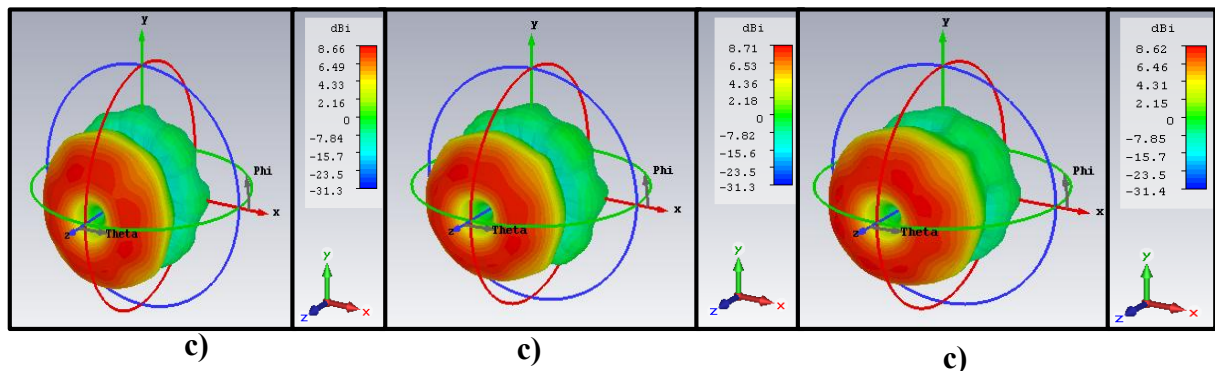 y
Phi
x
z
Theta
dBi
8.66
6.50
4.33
2.16
0
-7.84
-15.7
-23.5
-31.3
y
z
x
y
Phi
x
z
Theta
dBi
8.71
6.53
4.36
2.18
0
-7.82
-15.6
-23.5
-31.3
y
z
x
y
Phi
x
z
Theta
dBi
8.62
6.46
4.31
2.15
0
-7.85
-15.7
-23.5
-31.4
y
z
x
c)
c)
c)